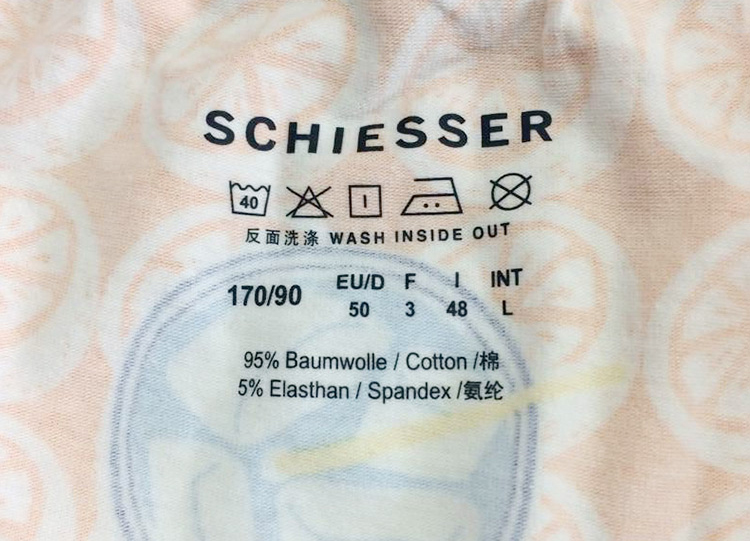 SCHIESSER
40
反面洗涤 WASH INSIDE OUT
170/90 EU/D F I INT
50 3 48 L
95% Baumwolle / Cotton /棉
5% Elasthan / Spandex /氨纶